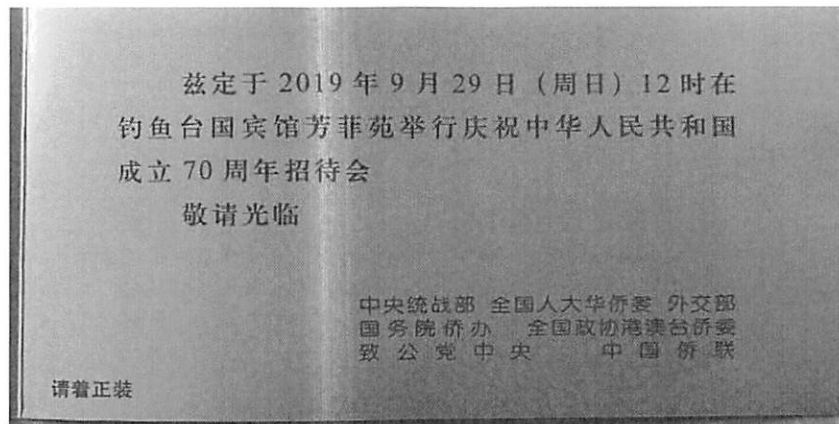 兹定于 2019 年 9 月 29 日（周日）12 时在
钓鱼台国宾馆芳菲苑举行庆祝中华人民共和国
成立 70 周年招待会
敬请光临
中央统战部 全国人大华侨委 外交部
国务院侨办 全国政协港澳台侨委
致公党中央 中国侨联
请着正装